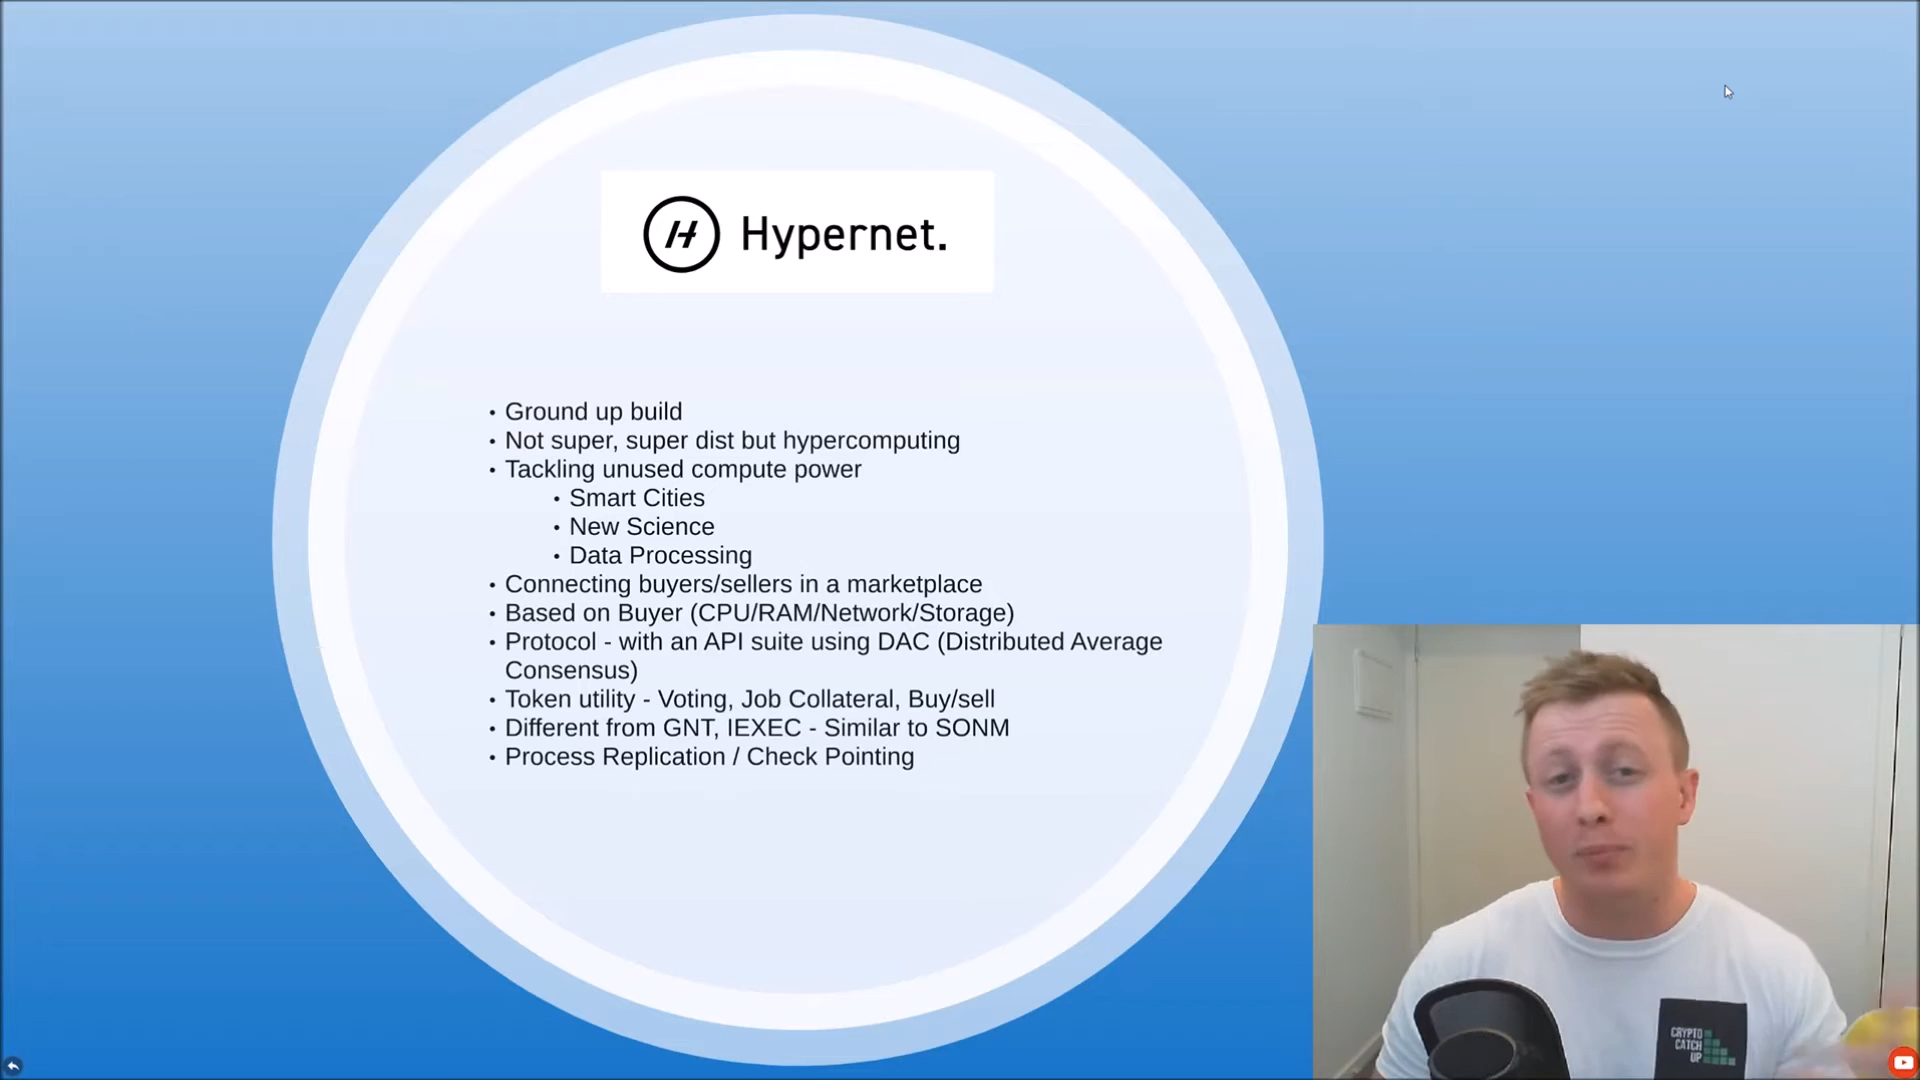 Hypernet.
• Ground up build
• Not super, super dist but hypercomputing
• Tackling unused compute power
• Smart Cities
• New Science
• Data Processing
• Connecting buyers/sellers in a marketplace
• Based on Buyer (CPU/RAM/Network/Storage)
• Protocol - with an API suite using DAC (Distributed Average
Consensus)
• Token utility - Voting, Job Collateral, Buy/sell
• Different from GNT, IEXEC - Similar to SONM
• Process Replication / Check Pointing
CRYPTO
CATCH
UP